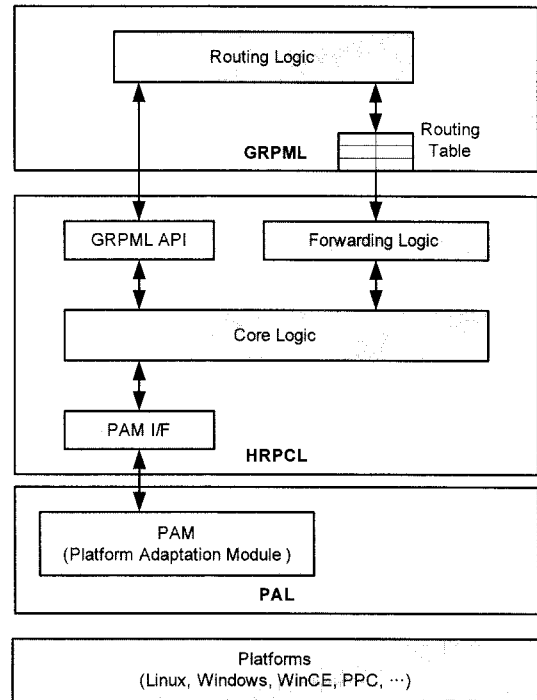 Routing Logic
Routing
Table
GRPML
GRPML API
Forwarding Logic
Core Logic
PAM I/F
HRPCL
PAM
(Platform Adaptation Module )
PAL
Platforms
(Linux, Windows, WinCE, PPC, ···)